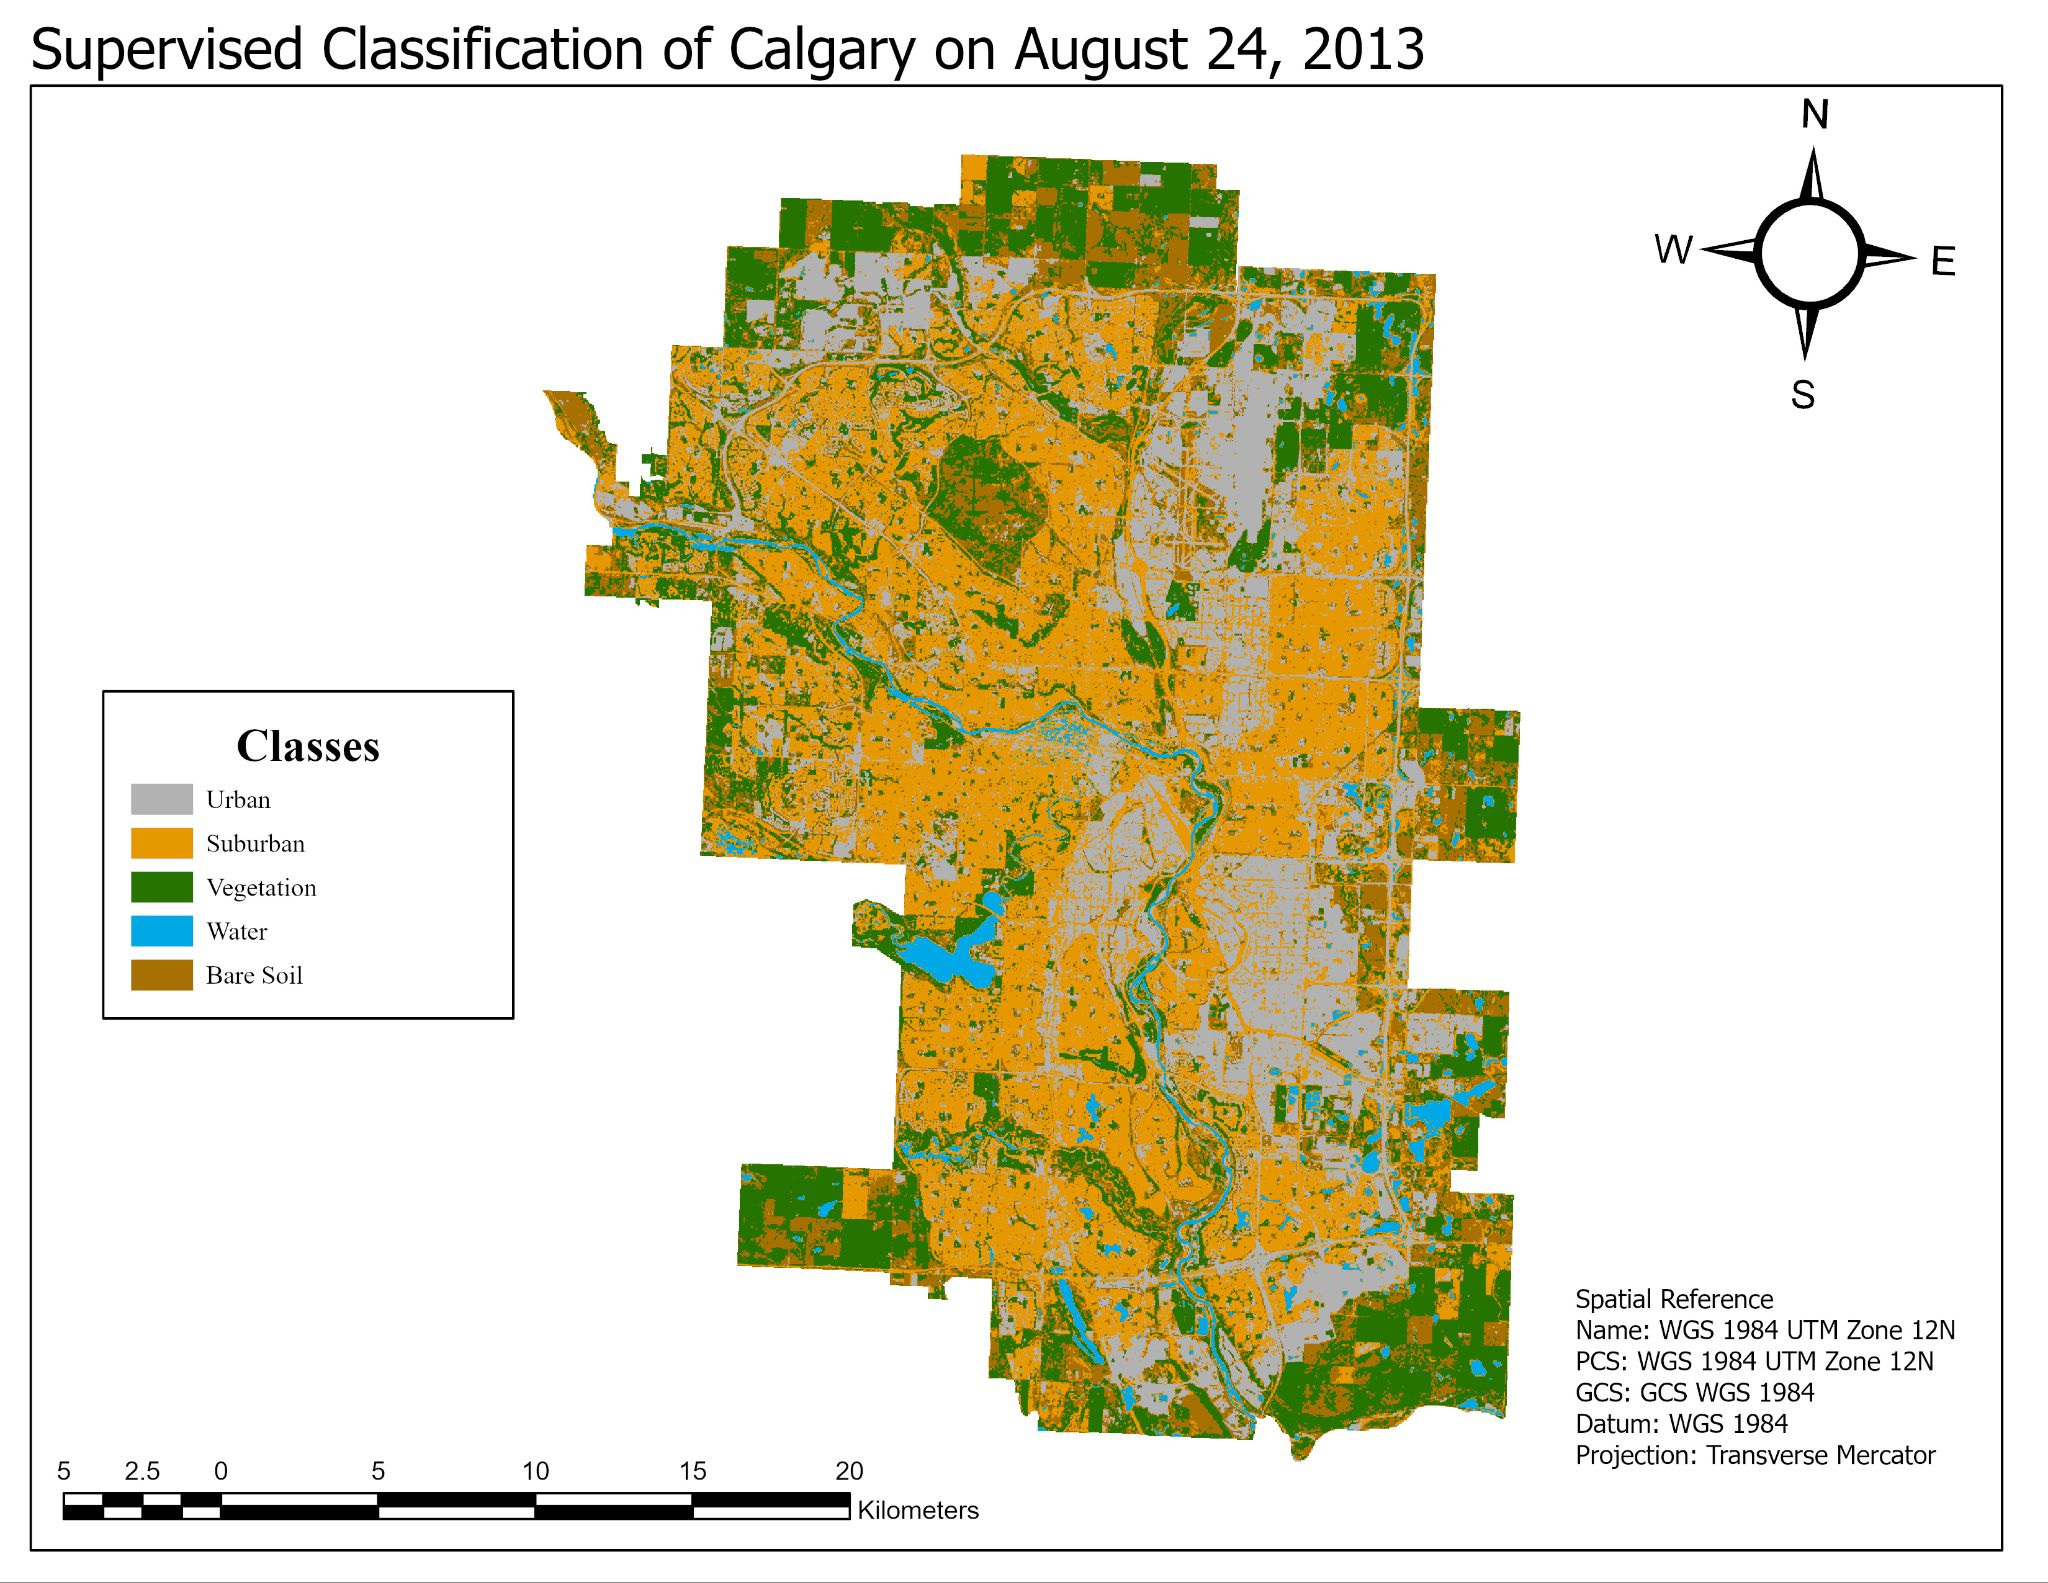 Supervised Classification of Calgary on August 24, 2013
N
W
E
S
Classes
Urban
Suburban
Vegetation
Water
Bare Soil
Spatial Reference
Name: WGS 1984 UTM Zone 12N
PCS: WGS 1984 UTM Zone 12N
GCS: GCS WGS 1984
Datum: WGS 1984
Projection: Transverse Mercator
5 2.5 0 5 10 15 20
Kilometers